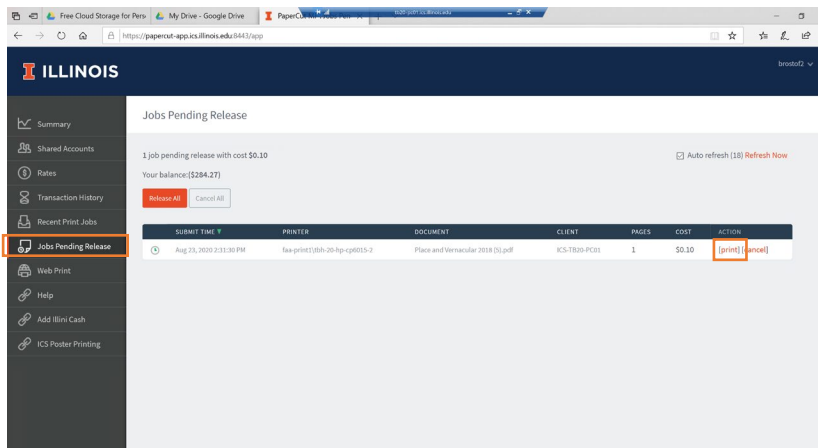 Free Cloud Storage for Pers
My Drive - Google Drive
https://papercut-app.ics.illinois.edu:8443/app
I ILLINOIS
brostof2
Summary
Shared Accounts
Rates
Transaction History
Recent Print Jobs
Jobs Pending Release
Web Print
Help
Add Illini Cash
ICS Poster Printing
Jobs Pending Release
1 job pending release with cost $0.10
Auto refresh (18) Refresh Now
Your balance:($284.27)
Release All Cancel All
SUBMIT TIME PRINTER DOCUMENT CLIENT PAGES COST ACTION
Aug 23, 2020 2:31:30 PM faa-print1\tbh-20-hp-cp6015-2 Place and Vernacular 2018 (5).pdf ICS-TB20-PC01 1 $0.10 [print] [cancel]